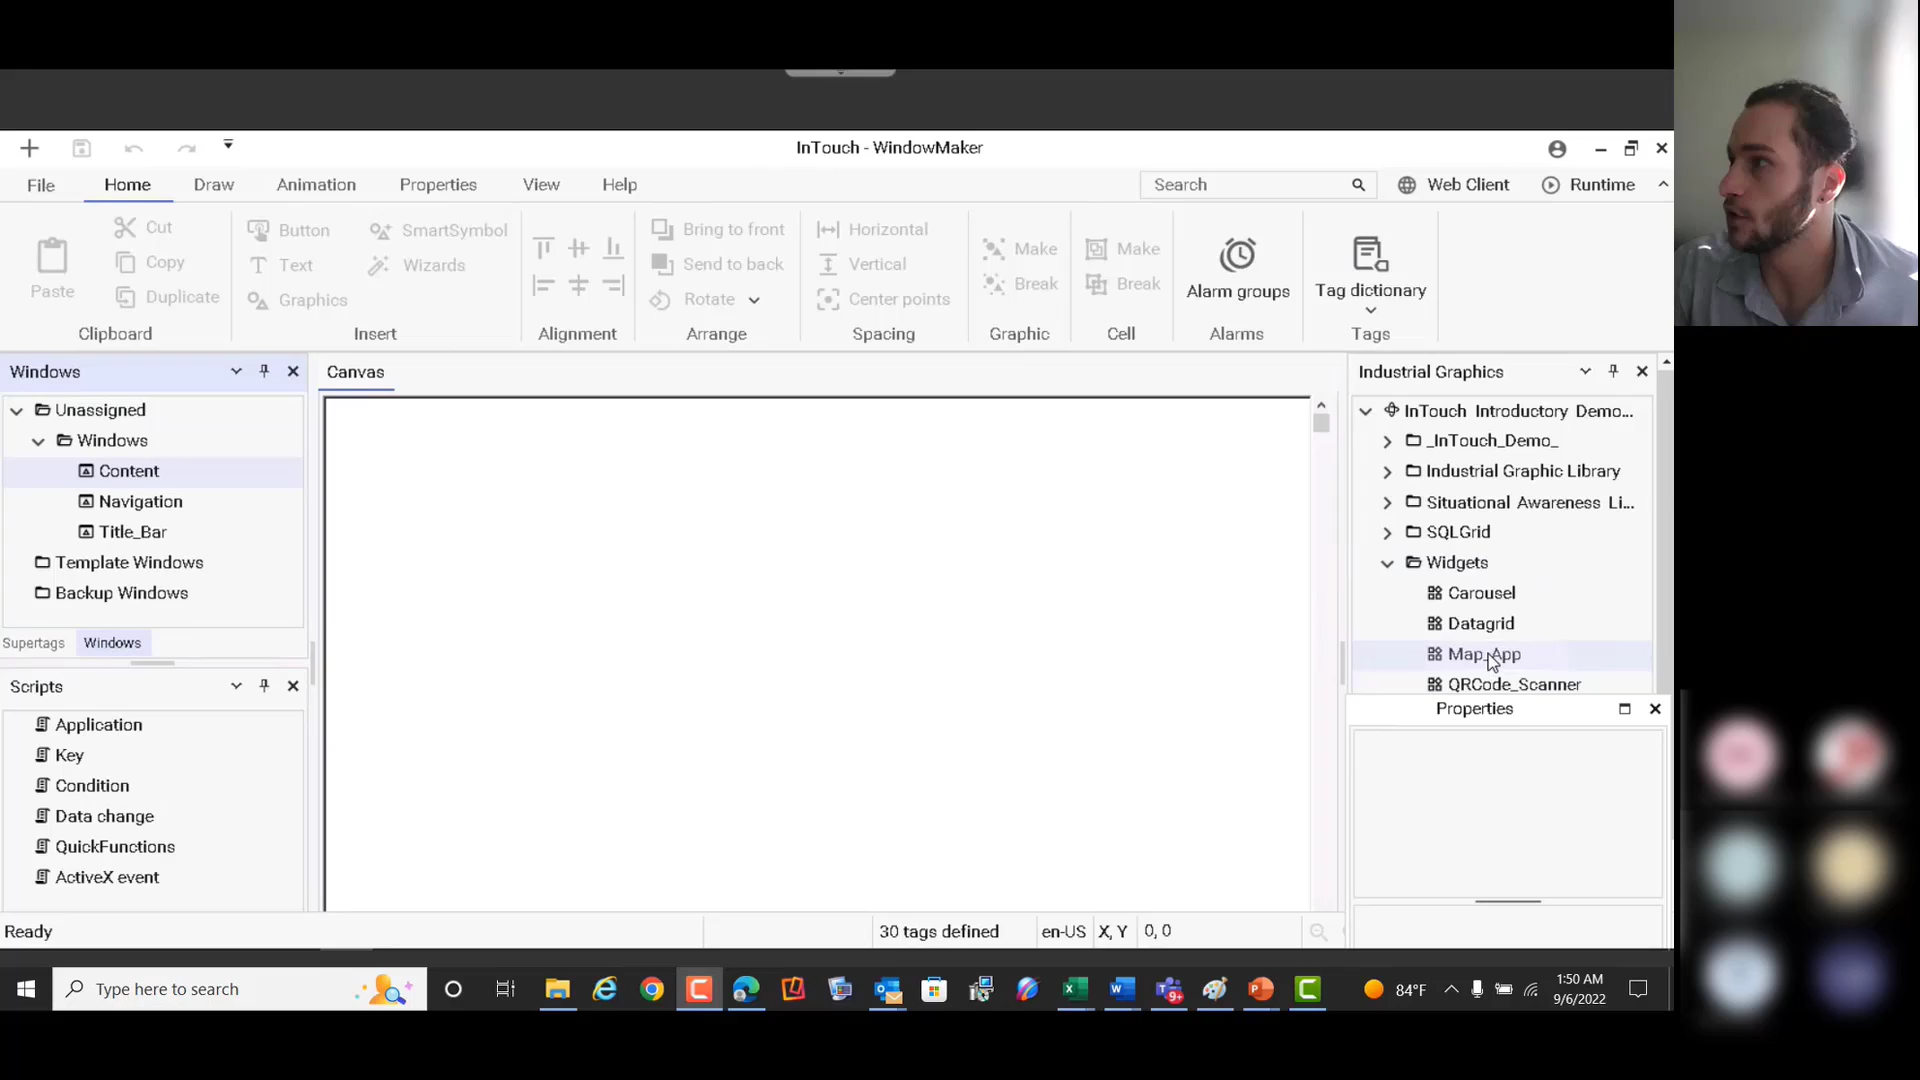 InTouch - WindowMaker
File Home Draw Animation Properties View Help Search Web Client Runtime
Paste
Cut
Copy
Duplicate
Clipboard
Button
Text
Graphics
SmartSymbol
Wizards
Insert
Alignment
Bring to front
Send to back
Rotate
Arrange
Horizontal
Vertical
Center points
Spacing
Make
Break
Graphic
Make
Break
Cell
Alarm groups
Alarms
Tag dictionary
Tags
Windows
Unassigned
Windows
Content
Navigation
Title_Bar
Template Windows
Backup Windows
Supertags Windows
Scripts
Application
Key
Condition
Data change
QuickFunctions
ActiveX event
Canvas
Industrial Graphics
InTouch Introductory Demo...
_InTouch_Demo_
Industrial Graphic Library
Situational Awareness Li...
SQLGrid
Widgets
Carousel
Datagrid
Map_App
QRCode_Scanner
Properties
Ready 30 tags defined en-US X, Y 0, 0
Type here to search
9+
84°F
1:50 AM
9/6/2022